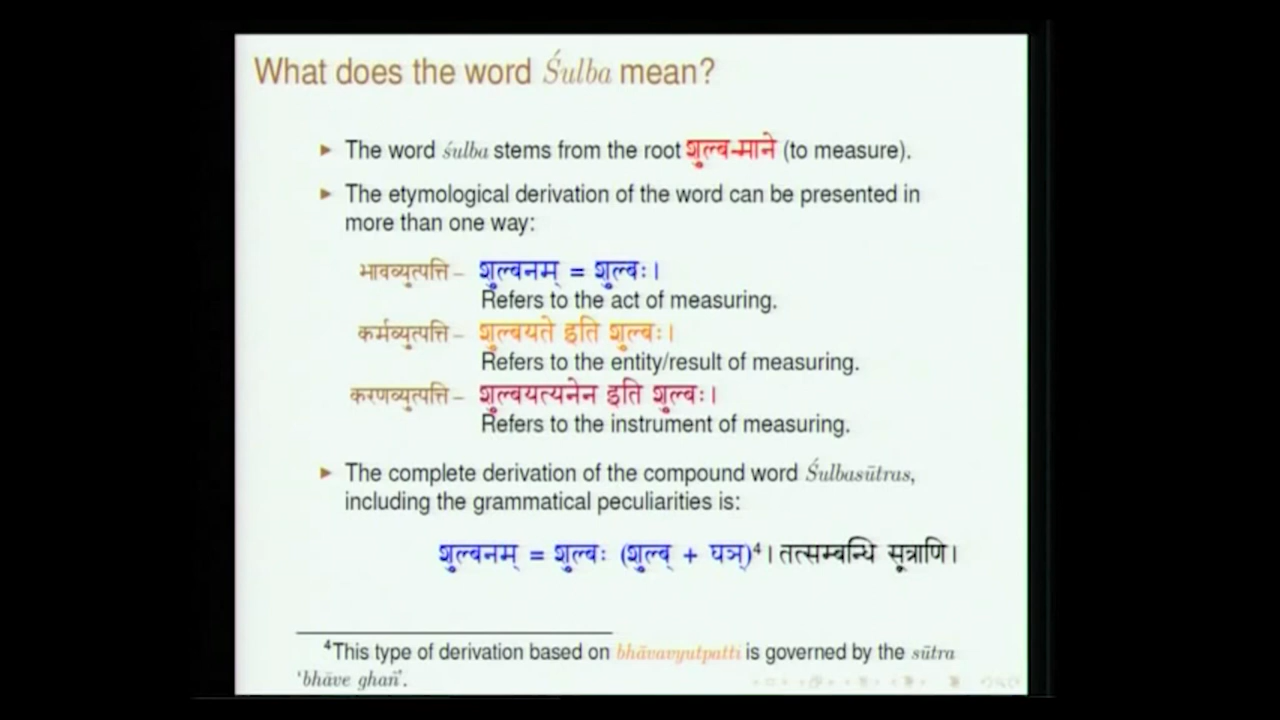 What does the word Śulba mean?
▶ The word śulba stems from the root शुल्ब-माने (to measure).
▶ The etymological derivation of the word can be presented in
more than one way:
भावव्युत्पत्ति – शुल्बनम् = शुल्बः।
Refers to the act of measuring.
कर्मव्युत्पत्ति – शुल्बयते इति शुल्बः।
Refers to the entity/result of measuring.
करणव्युत्पत्ति – शुल्बयत्यनेन इति शुल्बः।
Refers to the instrument of measuring.
▶ The complete derivation of the compound word Śulbasūtras,
including the grammatical peculiarities is:
शुल्बनम् = शुल्बः (शुल्ब् + घञ्)⁴। तत्सम्बन्धि सूत्राणि।
⁴This type of derivation based on bhāvavyutpatti is governed by the sūtra
‘bhāve ghañ’.